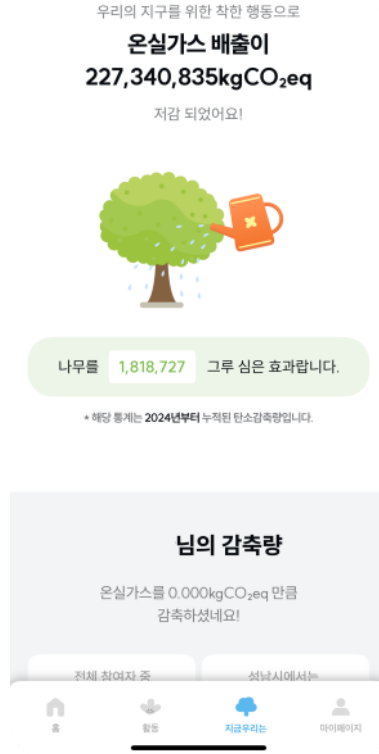 우리의 지구를 위한 착한 행동으로
온실가스 배출이
227,340,835kgCO₂eq
저감 되었어요!
나무를 1,818,727 그루 심은 효과랍니다.
* 해당 통계는 2024년부터 누적된 탄소감축량입니다.
님의 감축량
온실가스를 0.000kgCO₂eq 만큼
감축하셨네요!
전체 참여자 중 성남시에서는
홈 활동 지금우리는 마이페이지